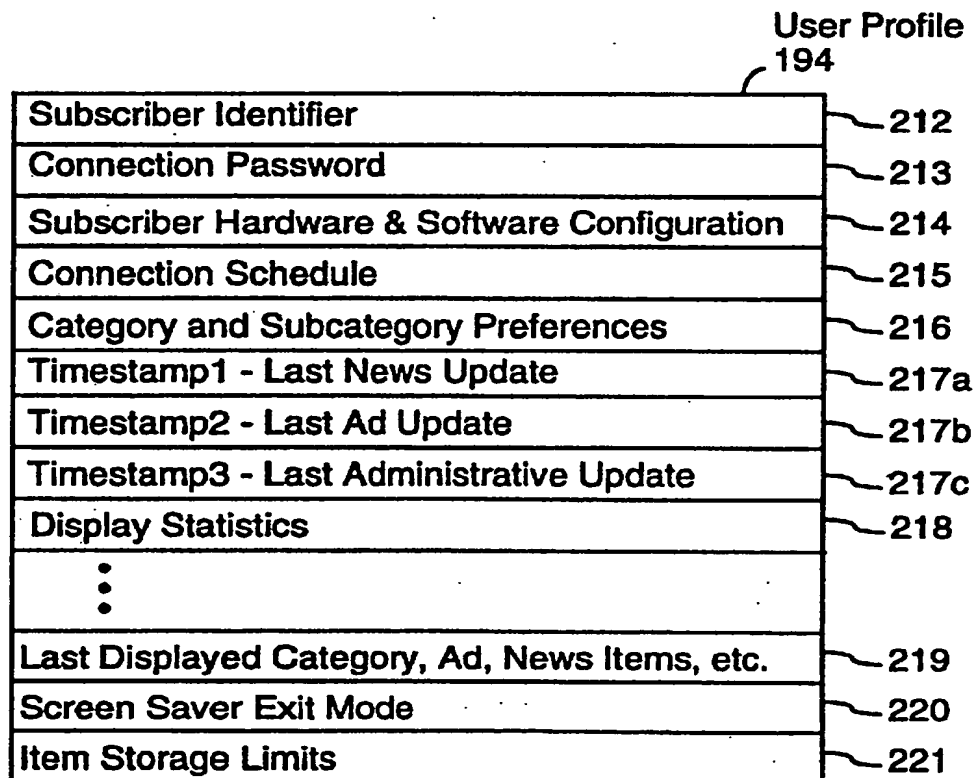 User Profile
194
Subscriber Identifier 212
Connection Password 213
Subscriber Hardware & Software Configuration 214
Connection Schedule 215
Category and Subcategory Preferences 216
Timestamp1 - Last News Update 217a
Timestamp2 - Last Ad Update 217b
Timestamp3 - Last Administrative Update 217c
Display Statistics 218
Last Displayed Category, Ad, News Items, etc. 219
Screen Saver Exit Mode 220
Item Storage Limits 221